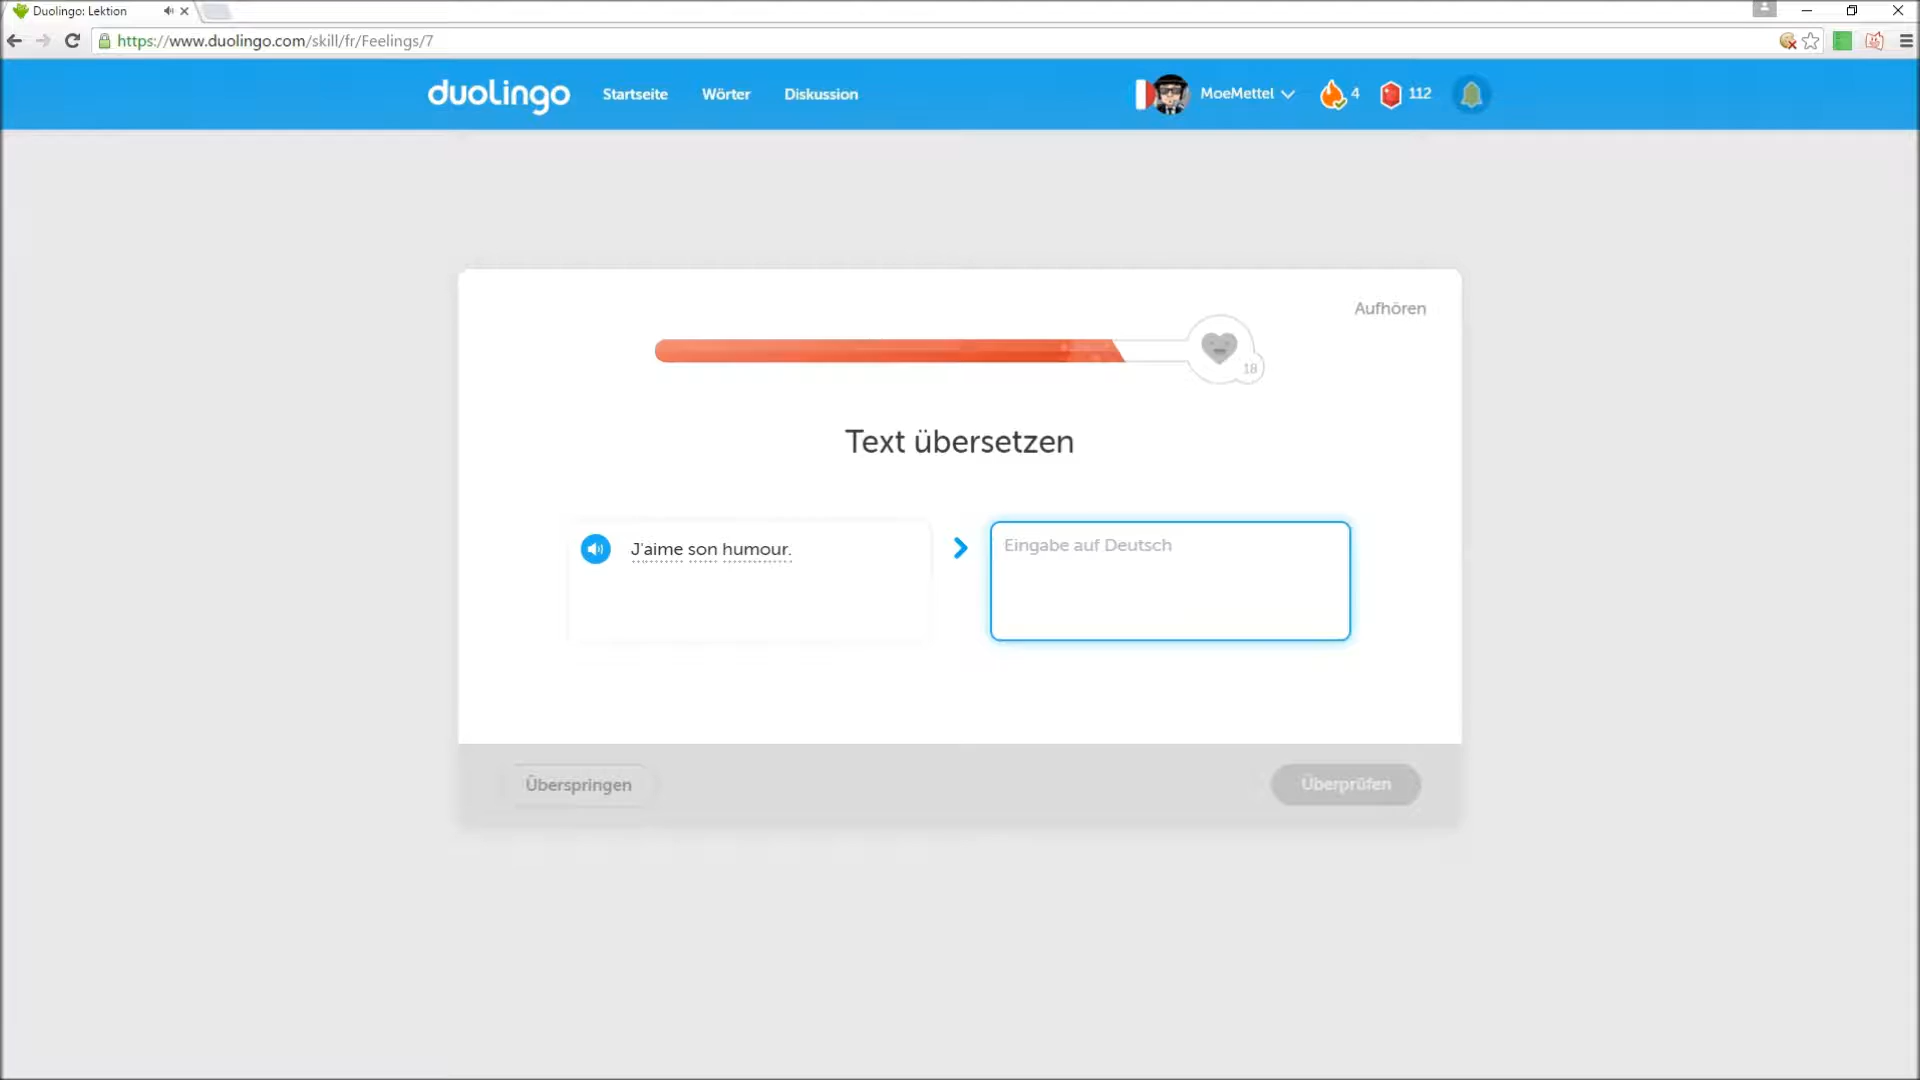 Duolingo: Lektion
https://www.duolingo.com/skill/fr/Feelings/7
duolingo
Startseite
Wörter
Diskussion
MoeMettel
4
112
Aufhören
18
Text übersetzen
J'aime son humour.
Eingabe auf Deutsch
Überspringen
Überprüfen